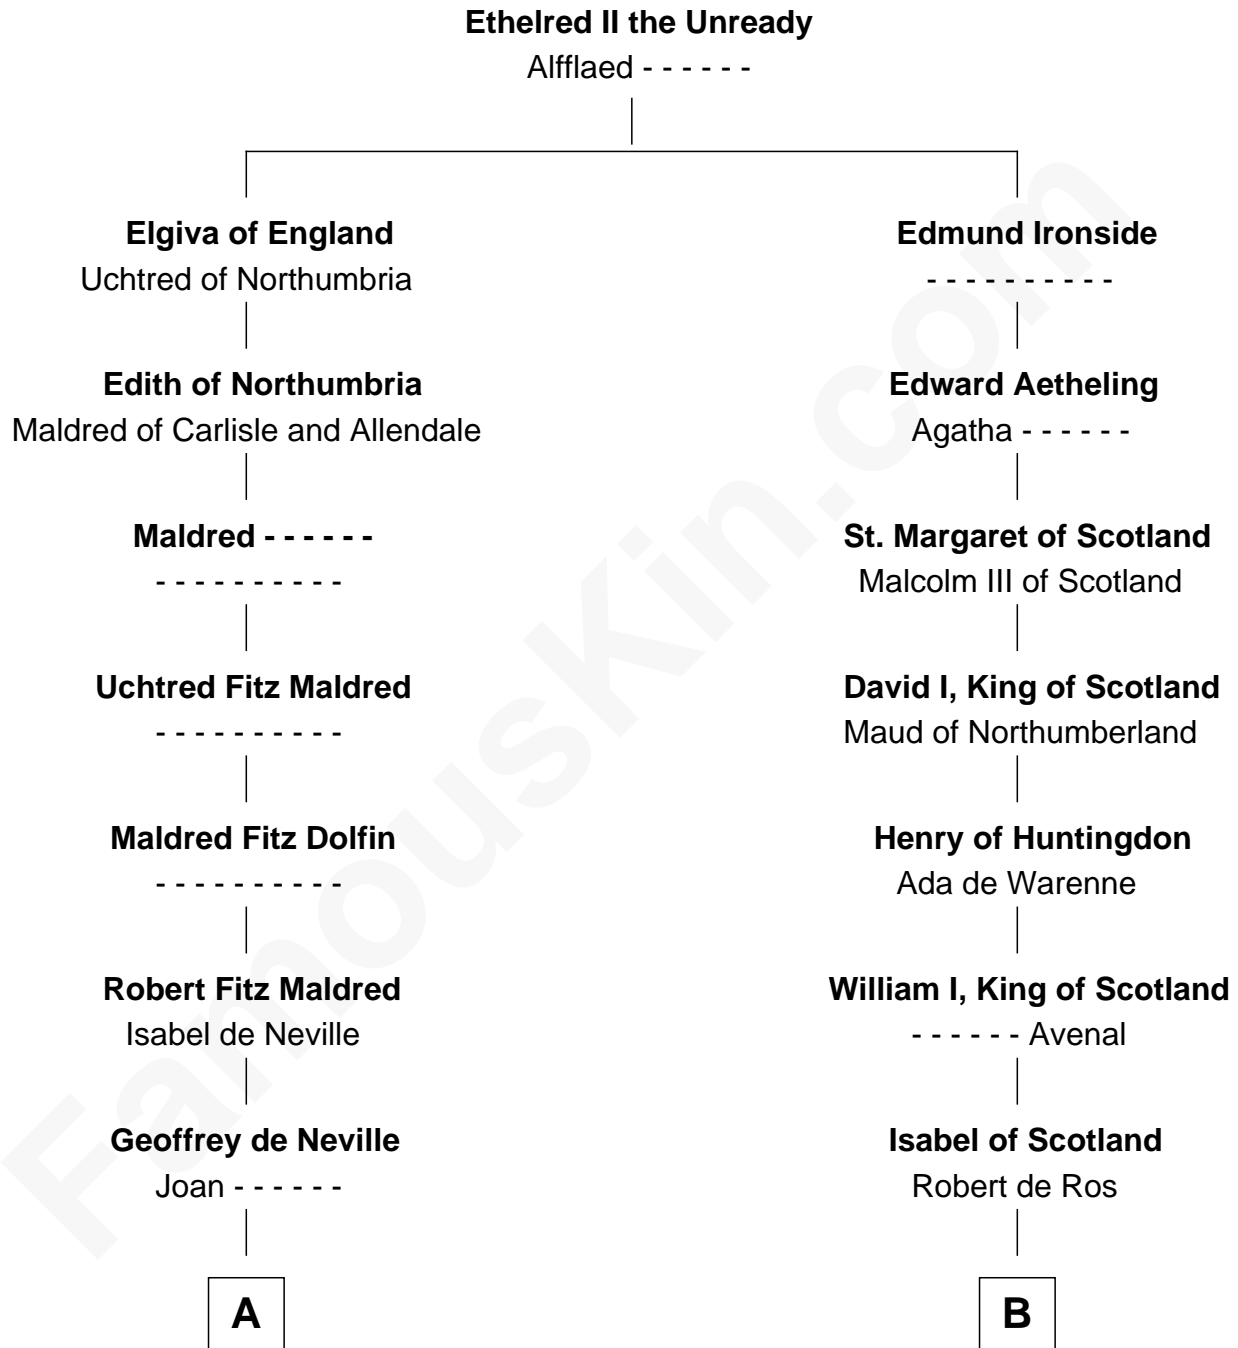 Ethelred II the Unready
Alfflaed - - - - - -
Elgiva of England
Uchtred of Northumbria
Edith of Northumbria
Maldred of Carlisle and Allendale
Maldred - - - - - -
- - - - - - - - - -
Uchtred Fitz Maldred
- - - - - - - - - -
Maldred Fitz Dolfin
- - - - - - - - - -
Robert Fitz Maldred
Isabel de Neville
Geoffrey de Neville
Joan - - - - - -
A
Edmund Ironside
- - - - - - - - - -
Edward Aetheling
Agatha - - - - - -
St. Margaret of Scotland
Malcolm III of Scotland
David I, King of Scotland
Maud of Northumberland
Henry of Huntingdon
Ada de Warenne
William I, King of Scotland
- - - - - - Avenal
Isabel of Scotland
Robert de Ros
B
FamousKin.com